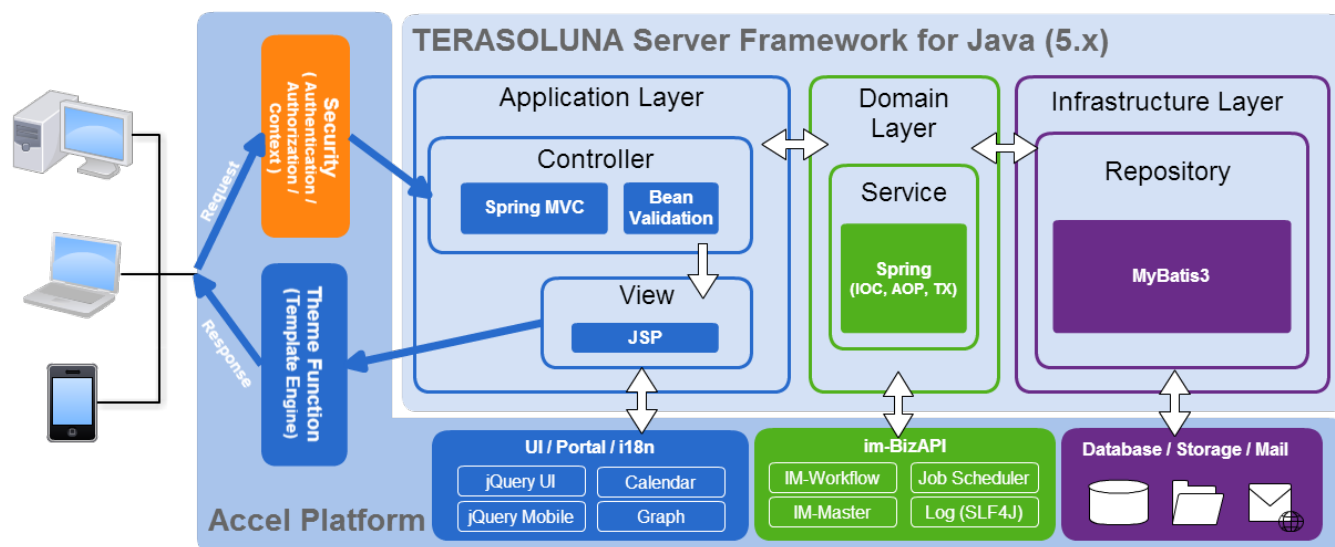 TERASOLUNA Server Framework for Java (5.x)
Security
( Authentication /
Authorization /
Context )
Request
Response
Theme Function
(Template Engine)
Application Layer
Controller
Spring MVC
Bean
Validation
View
JSP
Domain
Layer
Service
Spring
(IOC, AOP, TX)
Infrastructure Layer
Repository
MyBatis3
Accel Platform
UI / Portal / i18n
jQuery UI
Calendar
jQuery Mobile
Graph
im-BizAPI
IM-Workflow
Job Scheduler
IM-Master
Log (SLF4J)
Database / Storage / Mail